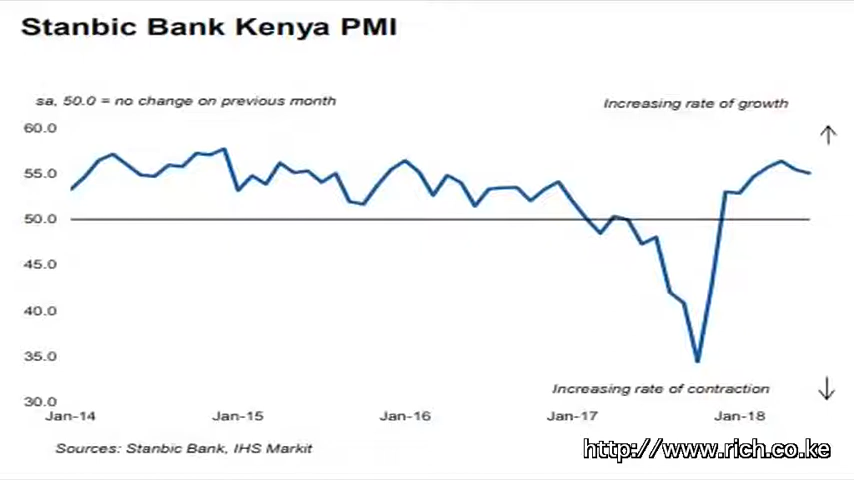 Stanbic Bank Kenya PMI
sa, 50.0 = no change on previous month
Increasing rate of growth
60.0
55.0
50.0
45.0
40.0
35.0
30.0
Increasing rate of contraction
Jan-14 Jan-15 Jan-16 Jan-17 Jan-18
Sources: Stanbic Bank, IHS Markit
http://www.rich.co.ke